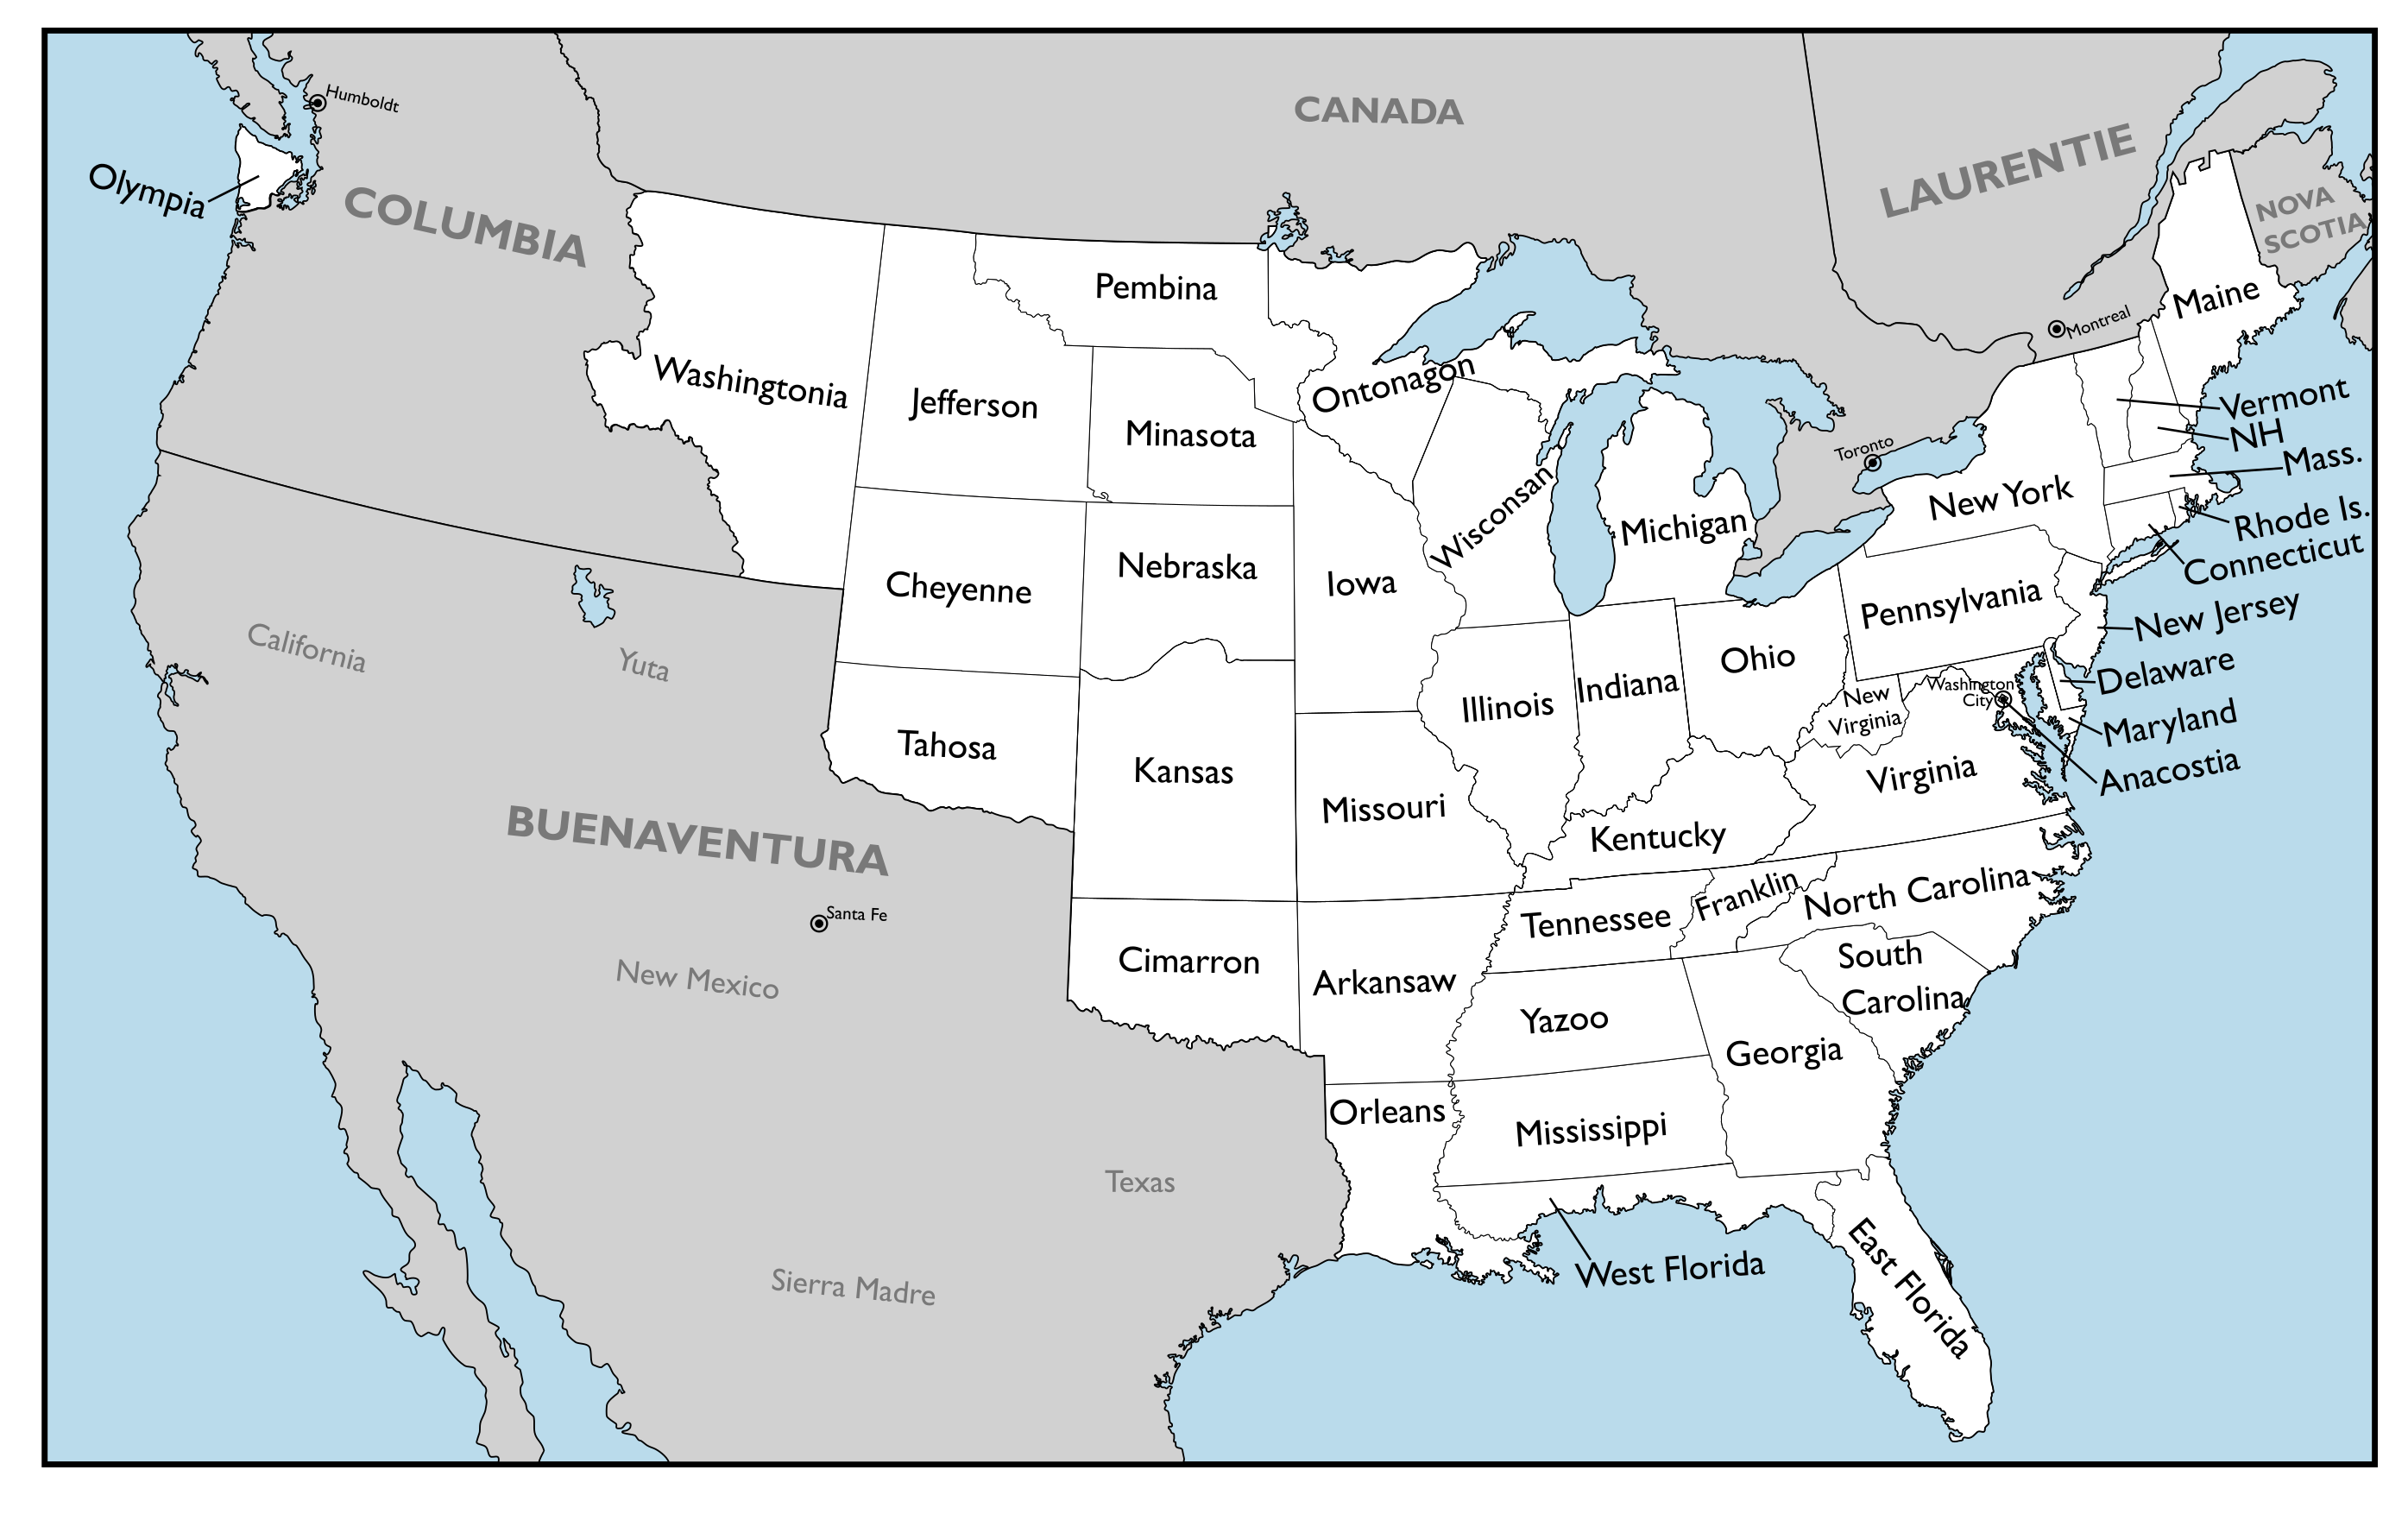 Humboldt
CANADA
LAURENTIE
Olympia
COLUMBIA
NOVA
SCOTIA
Pembina
Maine
Montreal
Washingtonia
Jefferson
Ontonagon
Vermont
NH
Minasota
Toronto
Mass.
Wisconsan
Michigan
New York
Rhode Is.
Connecticut
Nebraska
Iowa
Cheyenne
Pennsylvania
New Jersey
California
Yuta
Ohio
Delaware
Illinois
Indiana
New
Virginia
Washington
City
Maryland
Tahosa
Kansas
Virginia
Anacostia
Missouri
Kentucky
BUENAVENTURA
Santa Fe
Franklin
North Carolina
Tennessee
Cimarron
Arkansaw
South
Carolina
New Mexico
Yazoo
Georgia
Orleans
Mississippi
Texas
West Florida
East Florida
Sierra Madre